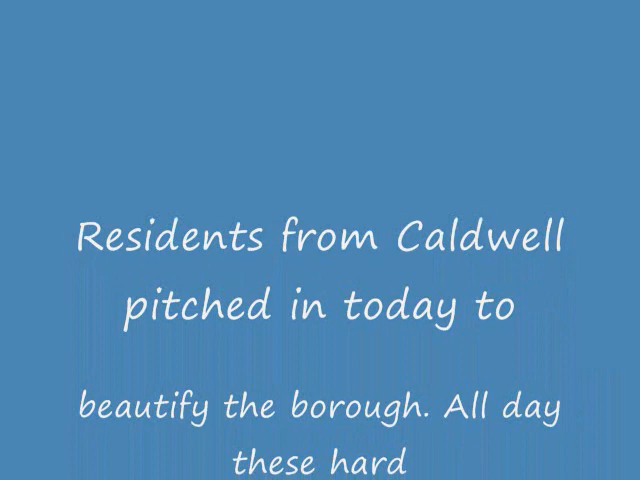 Residents from Caldwell
pitched in today to
beautify the borough. All day
these hard